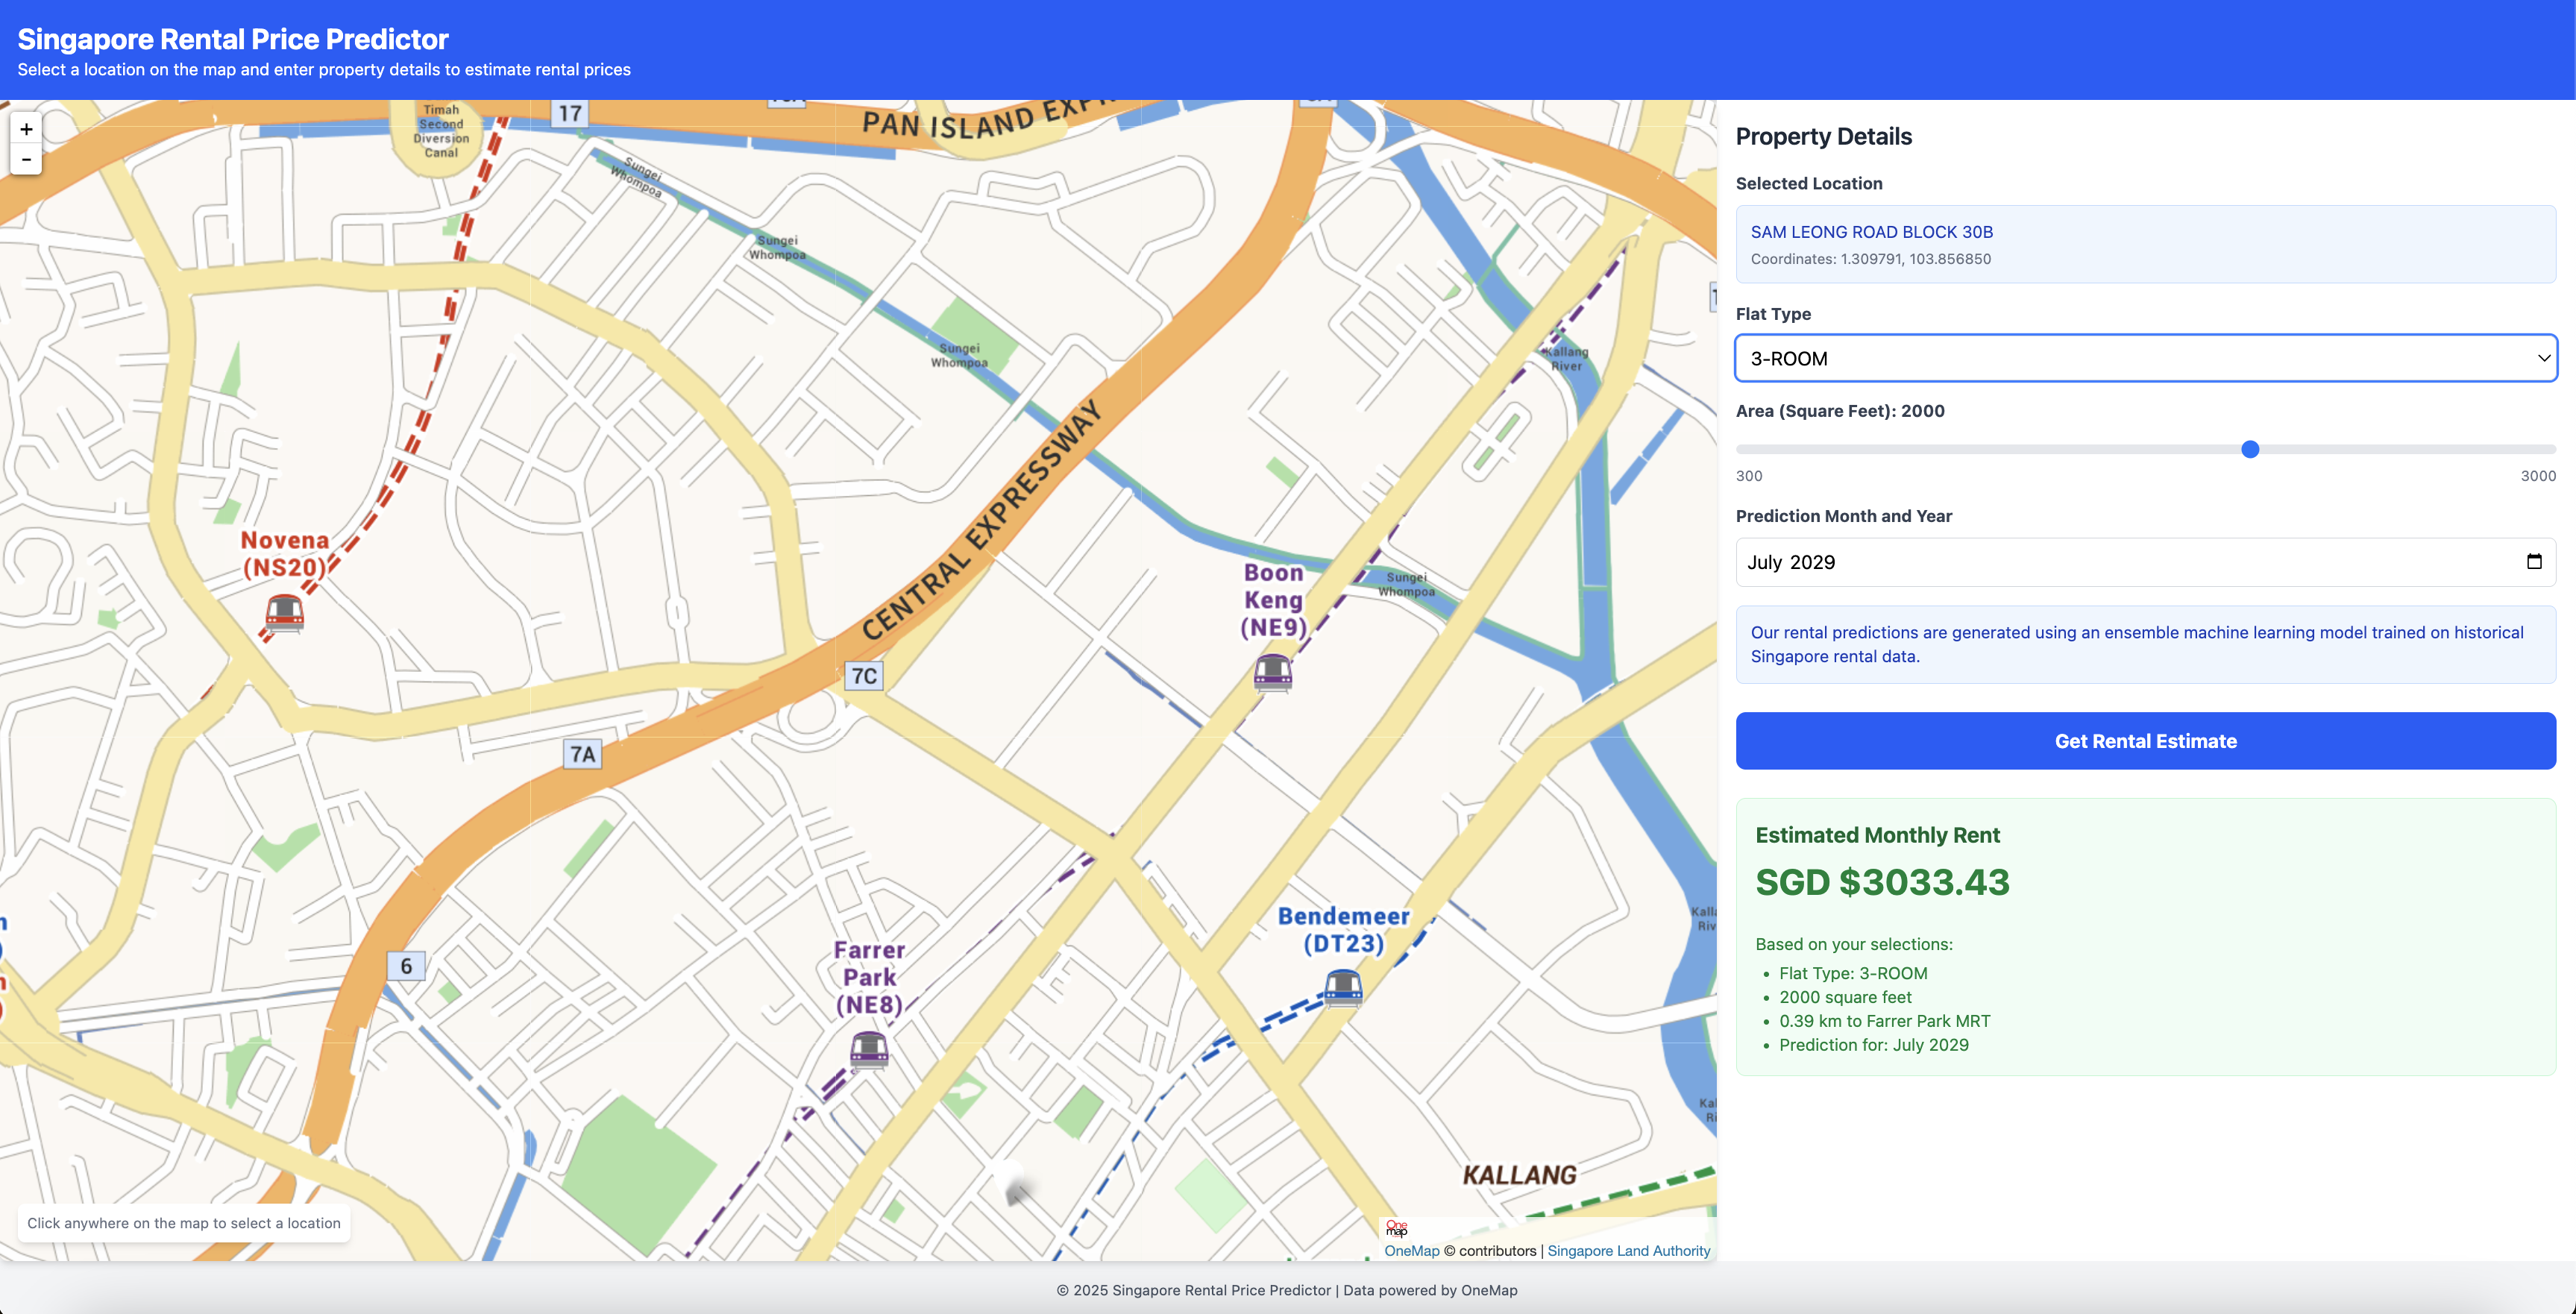 Singapore Rental Price Predictor
Select a location on the map and enter property details to estimate rental prices
+
-
Timah
Second
Diversion
Canal
17
PAN ISLAND
Sungei
Whompoa
Sungei
Whompoa
Sungei
Whompoa
Kallang
River
CENTRAL EXPRESSWAY
Novena
(NS20)
Boon
Keng
(NE9)
Sungei
Whompoa
7C
7A
6
Farrer
Park
(NE8)
Bendemeer
(DT23)
KALLANG
Click anywhere on the map to select a location
One
map
OneMap © contributors | Singapore Land Authority
Property Details
Selected Location
SAM LEONG ROAD BLOCK 30B
Coordinates: 1.309791, 103.856850
Flat Type
3-ROOM
Area (Square Feet): 2000
300
3000
Prediction Month and Year
July 2029
Our rental predictions are generated using an ensemble machine learning model trained on historical
Singapore rental data.
Get Rental Estimate
Estimated Monthly Rent
SGD $3033.43
Based on your selections:
• Flat Type: 3-ROOM
• 2000 square feet
• 0.39 km to Farrer Park MRT
• Prediction for: July 2029
© 2025 Singapore Rental Price Predictor | Data powered by OneMap